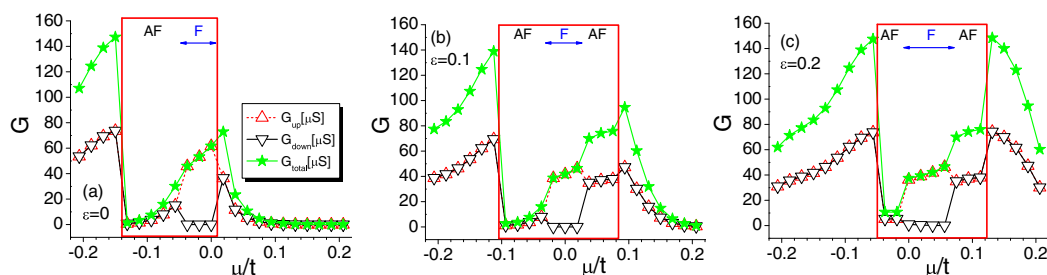 AF
F
160
140
120
100
80
60
40
20
0
G
G_up[μS]
G_down[μS]
G_total[μS]
(a)
ε=0
-0.2 -0.1 0.0 0.1 0.2
μ/t
AF F AF
160
140
120
100
80
60
40
20
0
G
(b)
ε=0.1
-0.2 -0.1 0.0 0.1 0.2
μ/t
AF F AF
160
140
120
100
80
60
40
20
0
G
(c)
ε=0.2
-0.2 -0.1 0.0 0.1 0.2
μ/t